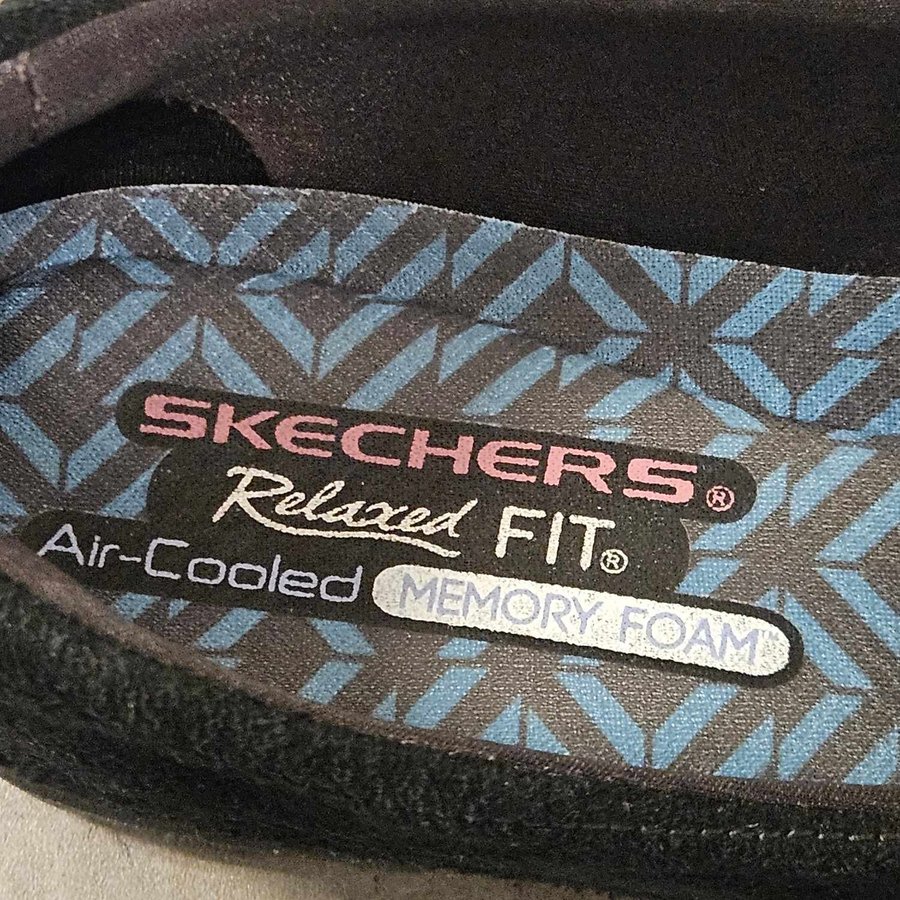 SKECHERS®
Relaxed FIT®
Air-Cooled MEMORY FOAM™